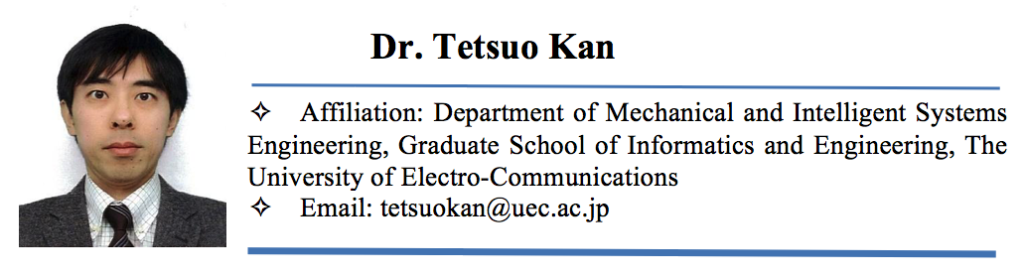 Dr. Tetsuo Kan
✧ Affiliation: Department of Mechanical and Intelligent Systems
Engineering, Graduate School of Informatics and Engineering, The
University of Electro-Communications
✧ Email: tetsuokan@uec.ac.jp